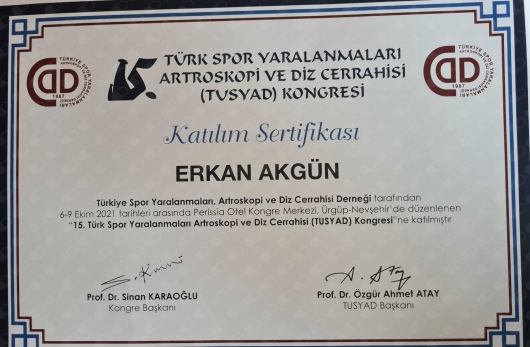 TÜRK SPOR YARALANMALARI
ARTROSKOPİ VE DİZ CERRAHİSİ
(TUSYAD) KONGRESİ
1987
1987
Katılım Sertifikası
ERKAN AKGÜN
Türkiye Spor Yaralanmaları, Artroskopi ve Diz Cerrahisi Derneği tarafından
6-9 Ekim 2021 tarihleri arasında Perissia Otel Kongre Merkezi, Ürgüp-Nevşehir'de düzenlenen
"15. Türk Spor Yaralanmaları Artroskopi ve Diz Cerrahisi (TUSYAD) Kongresi"ne katılmıştır
Prof. Dr. Sinan KARAOĞLU
Kongre Başkanı
Prof. Dr. Özgür Ahmet ATAY
TUSYAD Başkanı